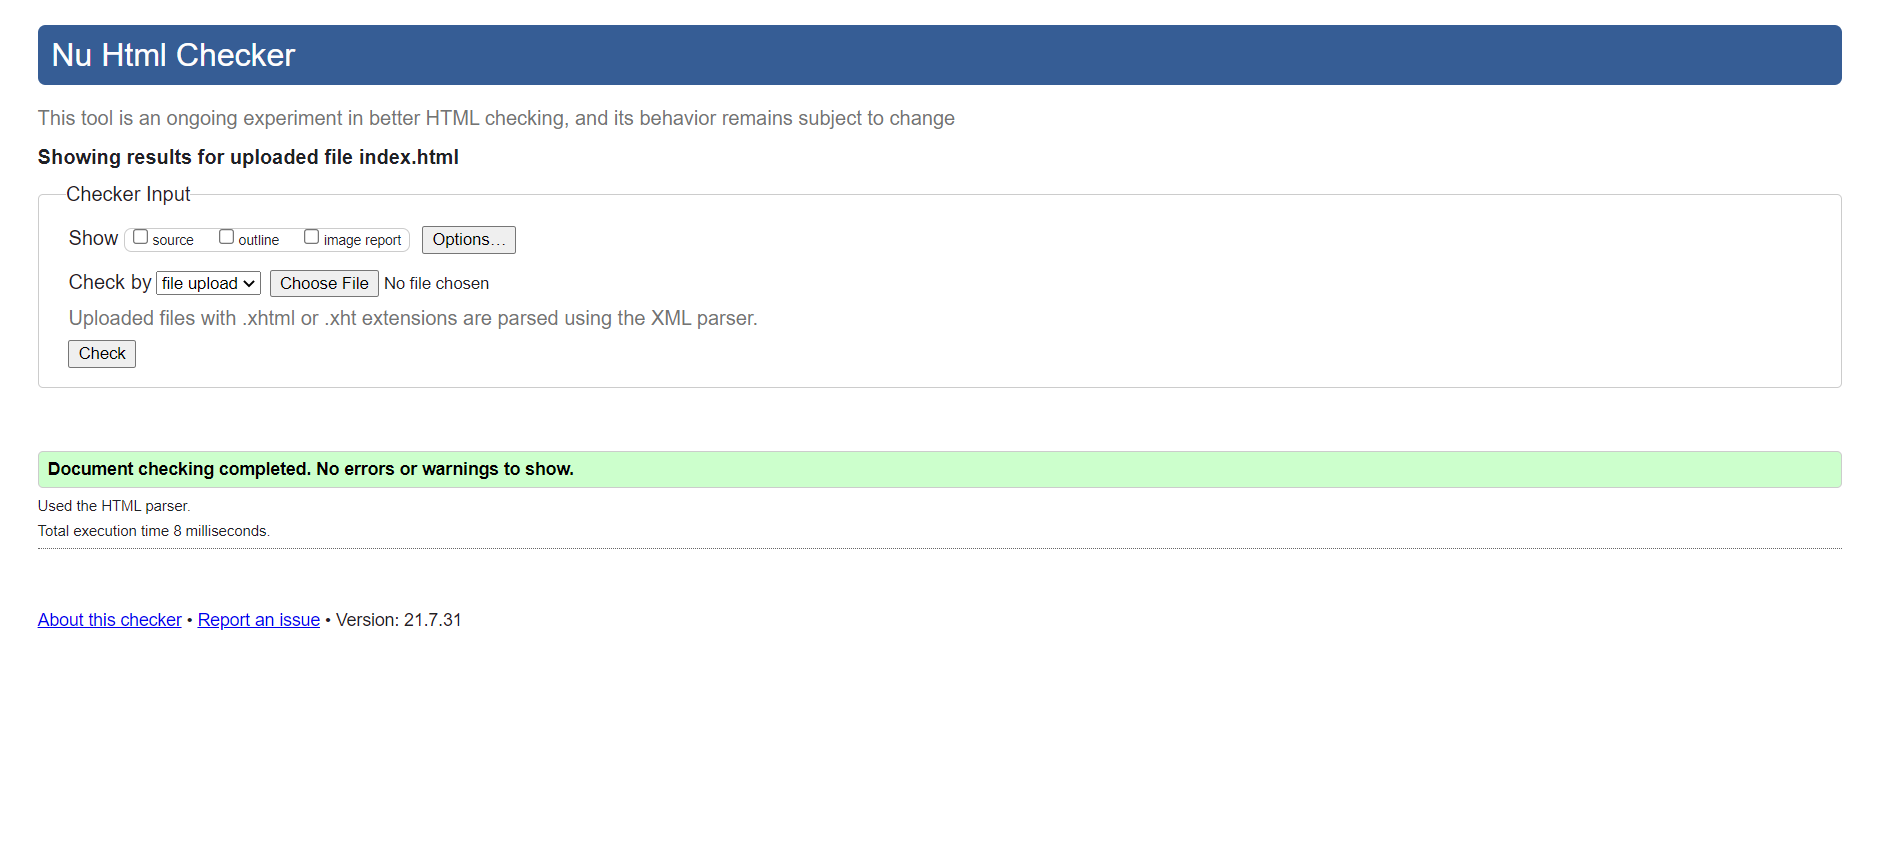 Nu Html Checker
This tool is an ongoing experiment in better HTML checking, and its behavior remains subject to change
Showing results for uploaded file index.html
Checker Input
Show source outline image report Options…
Check by file upload Choose File No file chosen
Uploaded files with .xhtml or .xht extensions are parsed using the XML parser.
Check
Document checking completed. No errors or warnings to show.
Used the HTML parser.
Total execution time 8 milliseconds.
About this checker • Report an issue • Version: 21.7.31